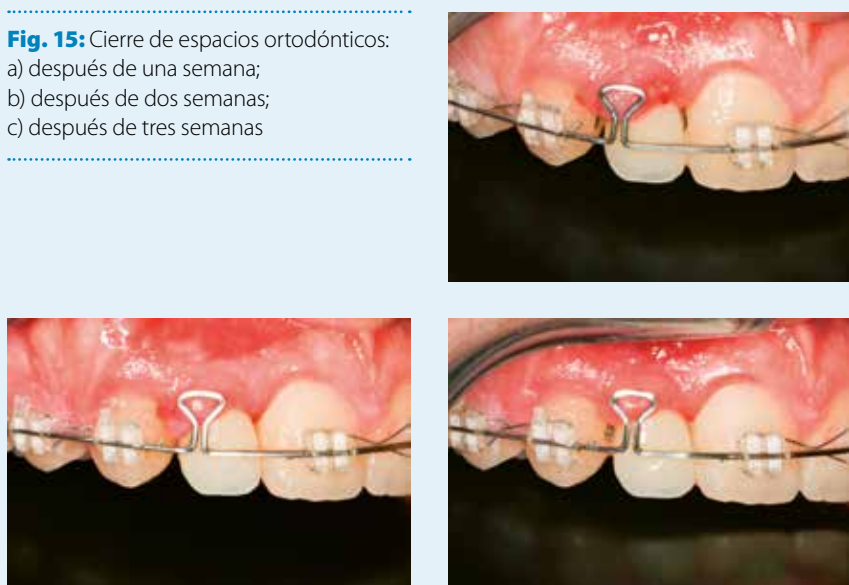 Fig. 15: Cierre de espacios ortodónticos:
a) después de una semana;
b) después de dos semanas;
c) después de tres semanas